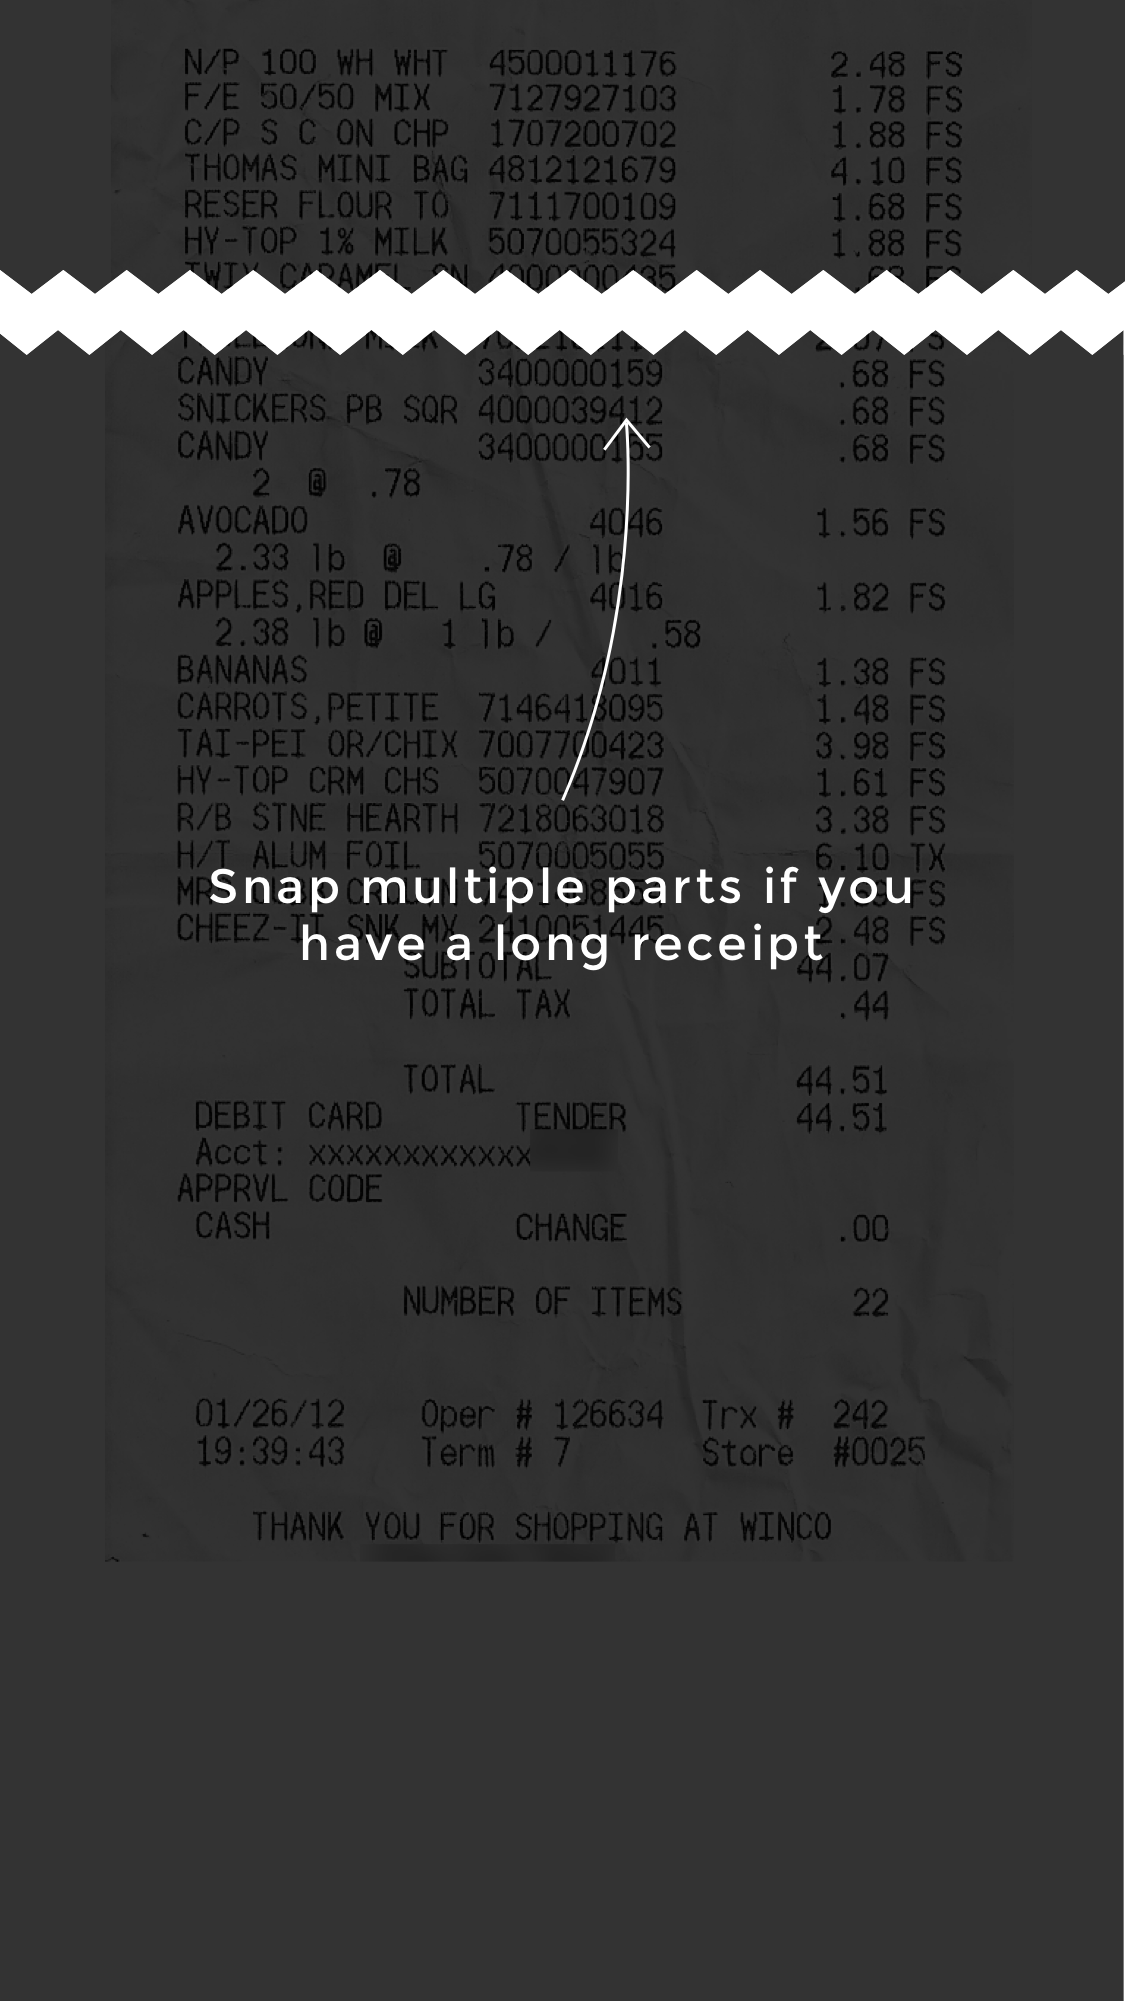 N/P 100 WH WHT 4500011176 2.48 FS
F/E 50/50 MIX 7127927103 1.78 FS
C/P S C ON CHP 1707200702 1.88 FS
THOMAS MINI BAG 4812121679 4.10 FS
RESER FLOUR TO 7111700109 1.68 FS
HY-TOP 1% MILK 5070055324 1.88 FS
TWIX CARAMEL
CANDY 3400000159 .68 FS
SNICKERS PB SQR 4000039412 .68 FS
CANDY .68 FS
2 @ .78
AVOCADO 4046 1.56 FS
2.33 lb @ .78 / lb
APPLES,RED DEL LG 4016 1.82 FS
2.38 lb @ 1 lb / .58
BANANAS 4011 1.38 FS
CARROTS,PETITE 1.48 FS
TAI-PEI OR/CHIX 7007700423 3.98 FS
HY-TOP CRM CHS 5070047907 1.61 FS
R/B STNE HEARTH 7218063018 3.38 FS
H/T ALUM FOIL 5070005055 6.10 TX
Snap multiple parts if you
FS
CHEEZ-IT SNK MX 2410051445 2.48 FS
have a long receipt
SUBTOTAL 44.07
TOTAL TAX .44
TOTAL 44.51
DEBIT CARD TENDER 44.51
Acct: xxxxxxxxxxxx
APPRVL CODE
CASH CHANGE .00
NUMBER OF ITEMS 22
01/26/12 Oper # 126634 Trx # 242
19:39:43 Term # 7 Store #0025
THANK YOU FOR SHOPPING AT WINCO